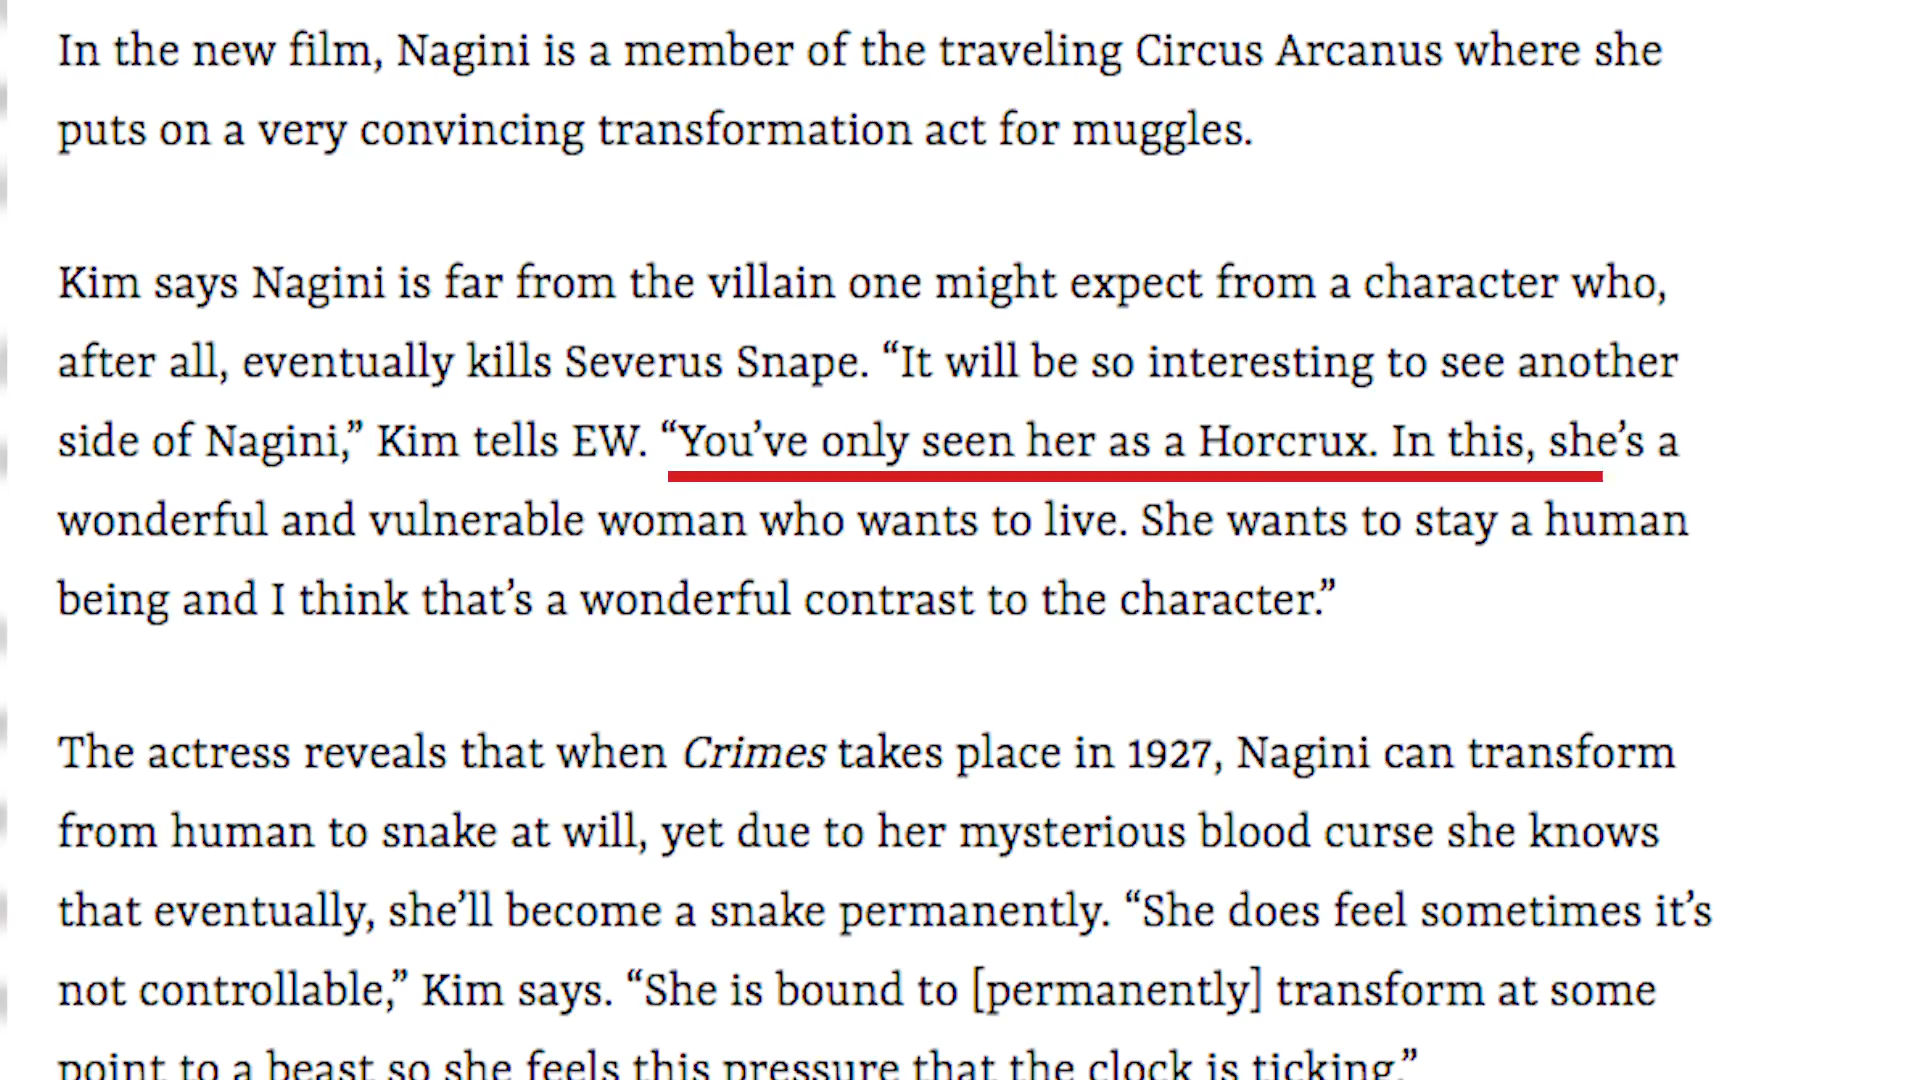 In the new film, Nagini is a member of the traveling Circus Arcanus where she
puts on a very convincing transformation act for muggles.
Kim says Nagini is far from the villain one might expect from a character who,
after all, eventually kills Severus Snape. “It will be so interesting to see another
side of Nagini,” Kim tells EW. “You’ve only seen her as a Horcrux. In this, she’s a
wonderful and vulnerable woman who wants to live. She wants to stay a human
being and I think that’s a wonderful contrast to the character.”
The actress reveals that when Crimes takes place in 1927, Nagini can transform
from human to snake at will, yet due to her mysterious blood curse she knows
that eventually, she’ll become a snake permanently. “She does feel sometimes it’s
not controllable,” Kim says. “She is bound to [permanently] transform at some
point to a beast so she feels this pressure that the clock is ticking.”